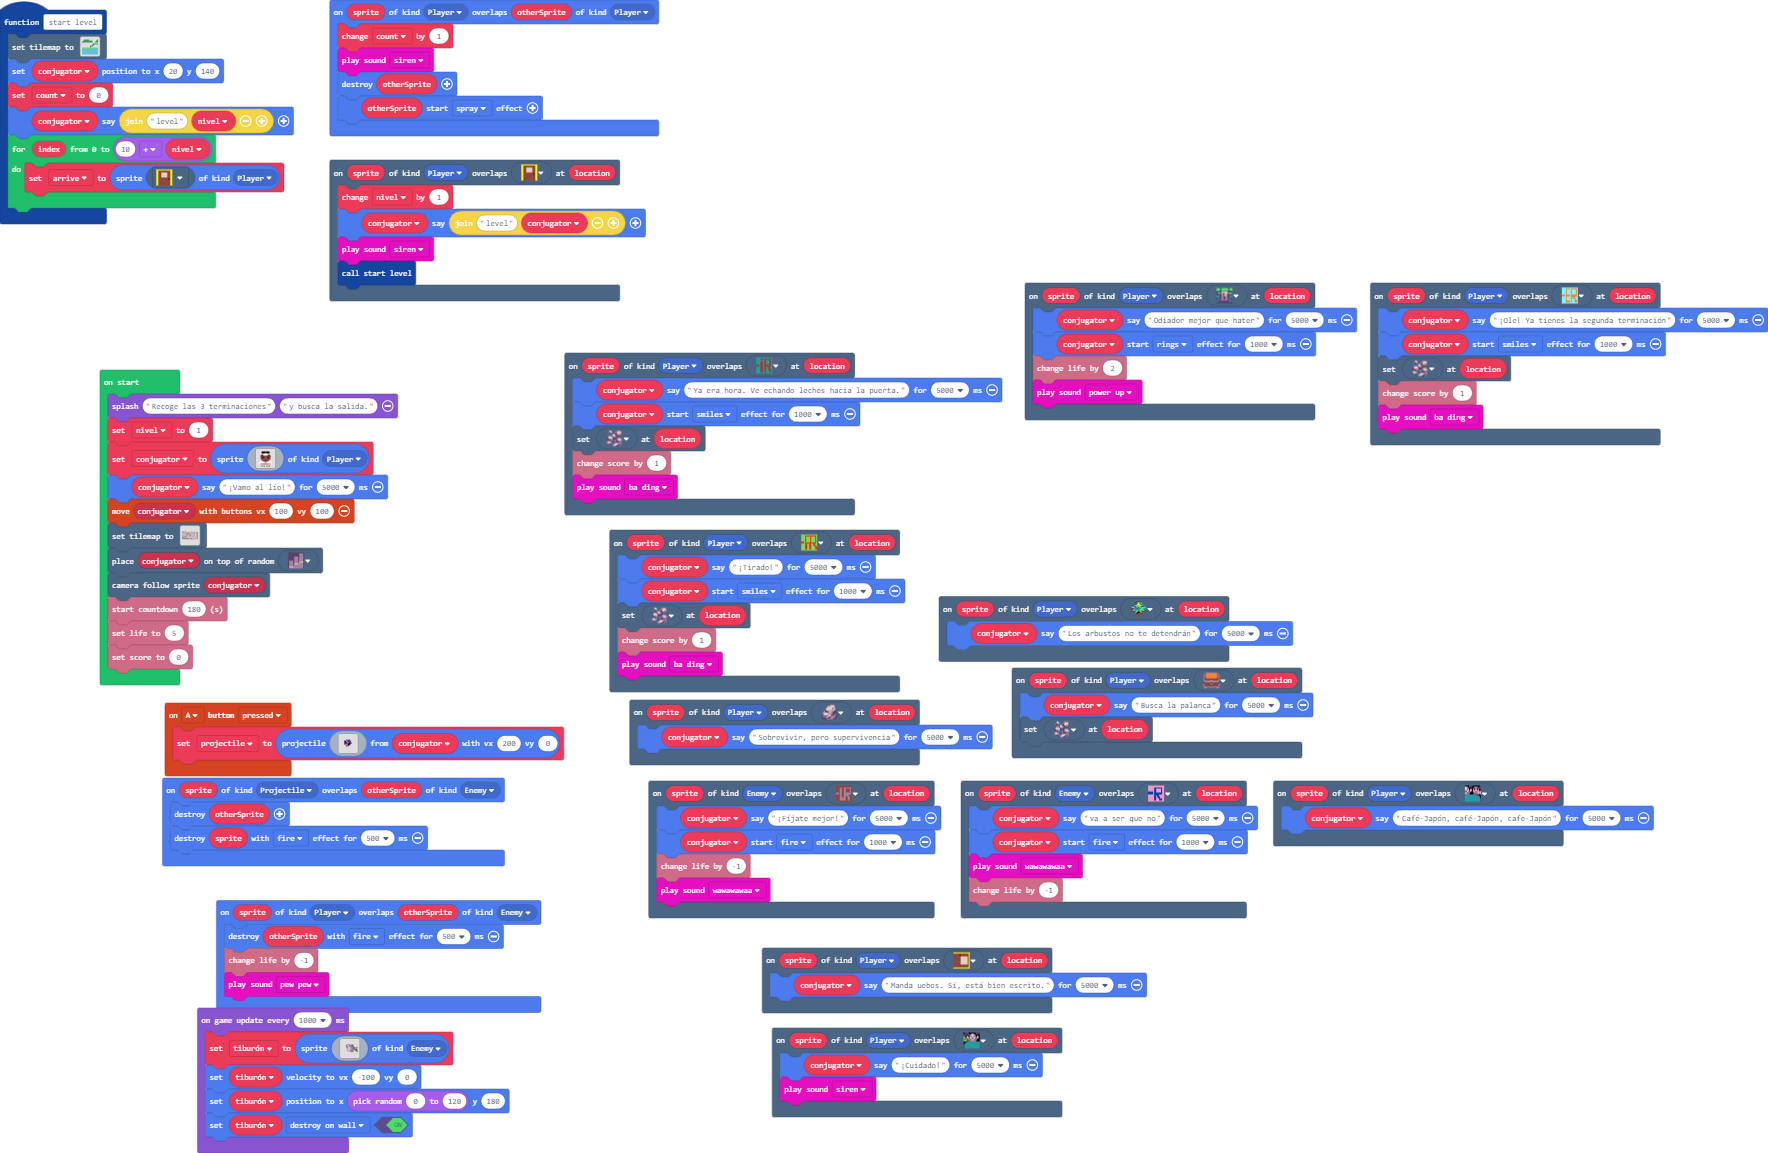 function start level
set tilemap to
set conjugator position to x 20 y 140
set count to 0
conjugator say join "level" nivel
for index from 0 to 10 + nivel
do set arrive to sprite of kind Player
on sprite of kind Player overlaps otherSprite of kind Player
change count by 1
play sound siren
destroy otherSprite
otherSprite start spray effect
on sprite of kind Player overlaps at location
change nivel by 1
conjugator say join "level" conjugator
play sound siren
call start level
on sprite of kind Player overlaps at location
conjugator say "Odiador mejor que hater" for 5000 ms
conjugator start rings effect for 1000 ms
change life by 2
play sound power up
on sprite of kind Player overlaps at location
conjugator say "¡Ole! Ya tienes la segunda terminación" for 5000 ms
conjugator start smiles effect for 1000 ms
set at location
change score by 1
play sound ba ding
on sprite of kind Player overlaps at location
conjugator say "Ya era hora. Ve echando leches hacia la puerta." for 5000 ms
conjugator start smiles effect for 1000 ms
set at location
change score by 1
play sound ba ding
on start
splash "Recoge las 3 terminaciones" "y busca la salida."
set nivel to 1
set conjugator to sprite of kind Player
conjugator say "¡Vamo al lío!" for 5000 ms
move conjugator with buttons vx 100 vy 100
set tilemap to
place conjugator on top of random
camera follow sprite conjugator
start countdown 180 (s)
set life to 5
set score to 0
on sprite of kind Player overlaps at location
conjugator say "¡Tirado!" for 5000 ms
conjugator start smiles effect for 1000 ms
set at location
change score by 1
play sound ba ding
on sprite of kind Player overlaps at location
conjugator say "Los arbustos no te detendrán" for 5000 ms
on sprite of kind Player overlaps at location
conjugator say "Busca la palanca" for 5000 ms
set at location
on A button pressed
set projectile to projectile from conjugator with vx 200 vy 0
on sprite of kind Player overlaps at location
conjugator say "Sobrevivir, pero supervivencia" for 5000 ms
on sprite of kind Projectile overlaps otherSprite of kind Enemy
destroy otherSprite
destroy sprite with fire effect for 500 ms
on sprite of kind Enemy overlaps at location
conjugator say "¡Fíjate mejor!" for 5000 ms
conjugator start fire effect for 1000 ms
change life by -1
play sound wawawawaa
on sprite of kind Enemy overlaps at location
conjugator say "va a ser que no" for 5000 ms
conjugator start fire effect for 1000 ms
play sound wawawawaa
change life by -1
on sprite of kind Player overlaps at location
conjugator say "Café-Japón, café-Japón, cafe-Japón" for 5000 ms
on sprite of kind Player overlaps otherSprite of kind Enemy
destroy otherSprite with fire effect for 500 ms
change life by -1
play sound pew pew
on sprite of kind Player overlaps at location
conjugator say "Manda uebos. Sí, está bien escrito." for 5000 ms
on game update every 1000 ms
set tiburón to sprite of kind Enemy
set tiburón velocity to vx -100 vy 0
set tiburón position to x pick random 0 to 120 y 180
set tiburón destroy on wall ON
on sprite of kind Player overlaps at location
conjugator say "¡Cuidado!" for 5000 ms
play sound siren